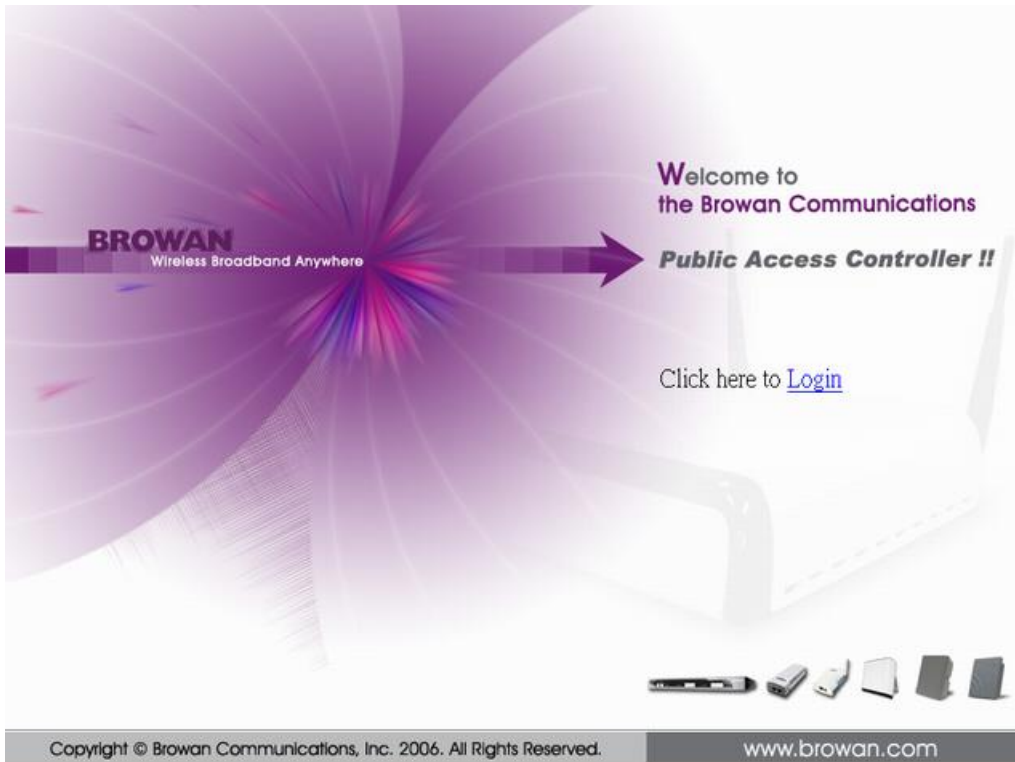 BROWAN
Wireless Broadband Anywhere
Welcome to
the Browan Communications
Public Access Controller !!
Click here to Login
Copyright © Browan Communications, Inc. 2006. All Rights Reserved.
www.browan.com